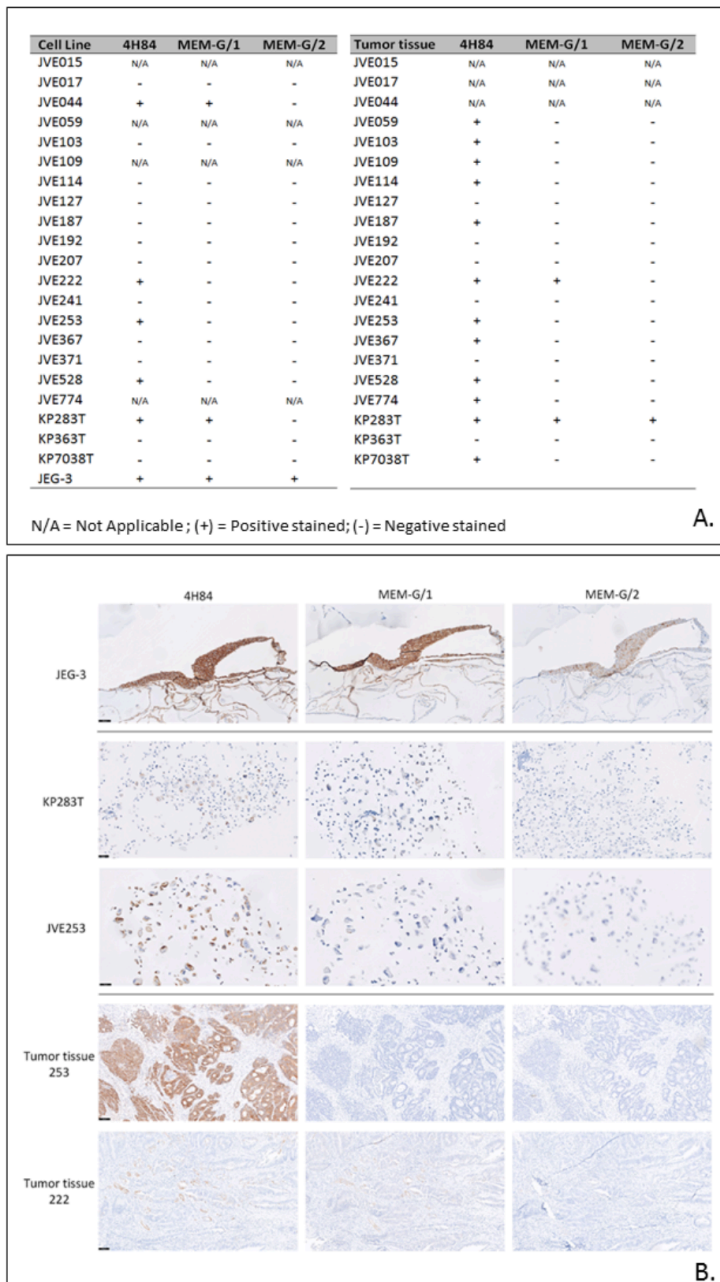 Cell Line 4H84 MEM-G/1 MEM-G/2
JVE015 N/A N/A N/A
JVE017 - - -
JVE044 + + -
JVE059 N/A N/A N/A
JVE103 - - -
JVE109 N/A N/A N/A
JVE114 - - -
JVE127 - - -
JVE187 - - -
JVE192 - - -
JVE207 - - -
JVE222 + - -
JVE241 - - -
JVE253 + - -
JVE367 - - -
JVE371 - - -
JVE528 + - -
JVE774 N/A N/A N/A
KP283T + + -
KP363T - - -
KP7038T - - -
JEG-3 + + +
Tumor tissue 4H84 MEM-G/1 MEM-G/2
JVE015 N/A N/A N/A
JVE017 N/A N/A N/A
JVE044 N/A N/A N/A
JVE059 + - -
JVE103 + - -
JVE109 + - -
JVE114 + - -
JVE127 - - -
JVE187 + - -
JVE192 - - -
JVE207 - - -
JVE222 + + -
JVE241 - - -
JVE253 + - -
JVE367 + - -
JVE371 - - -
JVE528 + - -
JVE774 + - -
KP283T + + +
KP363T - - -
KP7038T + - -
N/A = Not Applicable ; (+) = Positive stained; (-) = Negative stained
A.
4H84 MEM-G/1 MEM-G/2
JEG-3
KP283T
JVE253
Tumor tissue
253
Tumor tissue
222
B.